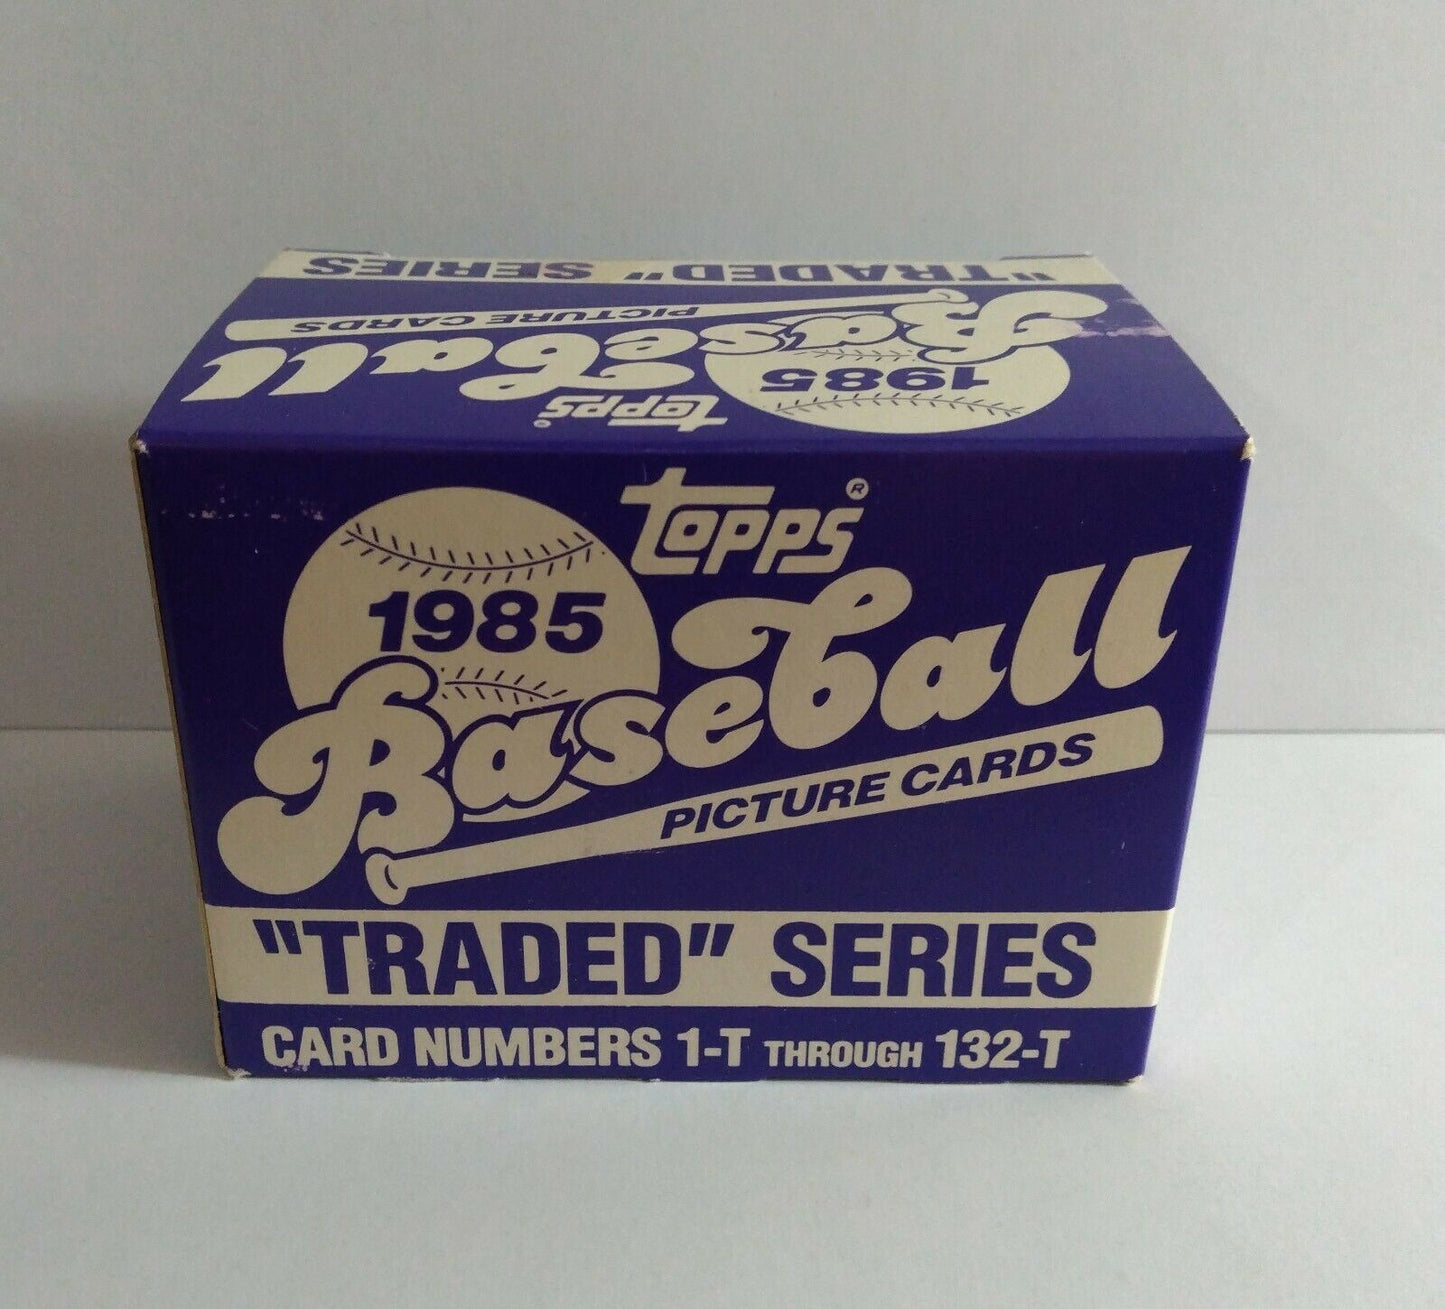 "TRADED" SERIES
PICTURE CARDS
Baseball
1985
topps
topps®
1985
Baseball
PICTURE CARDS
"TRADED" SERIES
CARD NUMBERS 1-T THROUGH 132-T